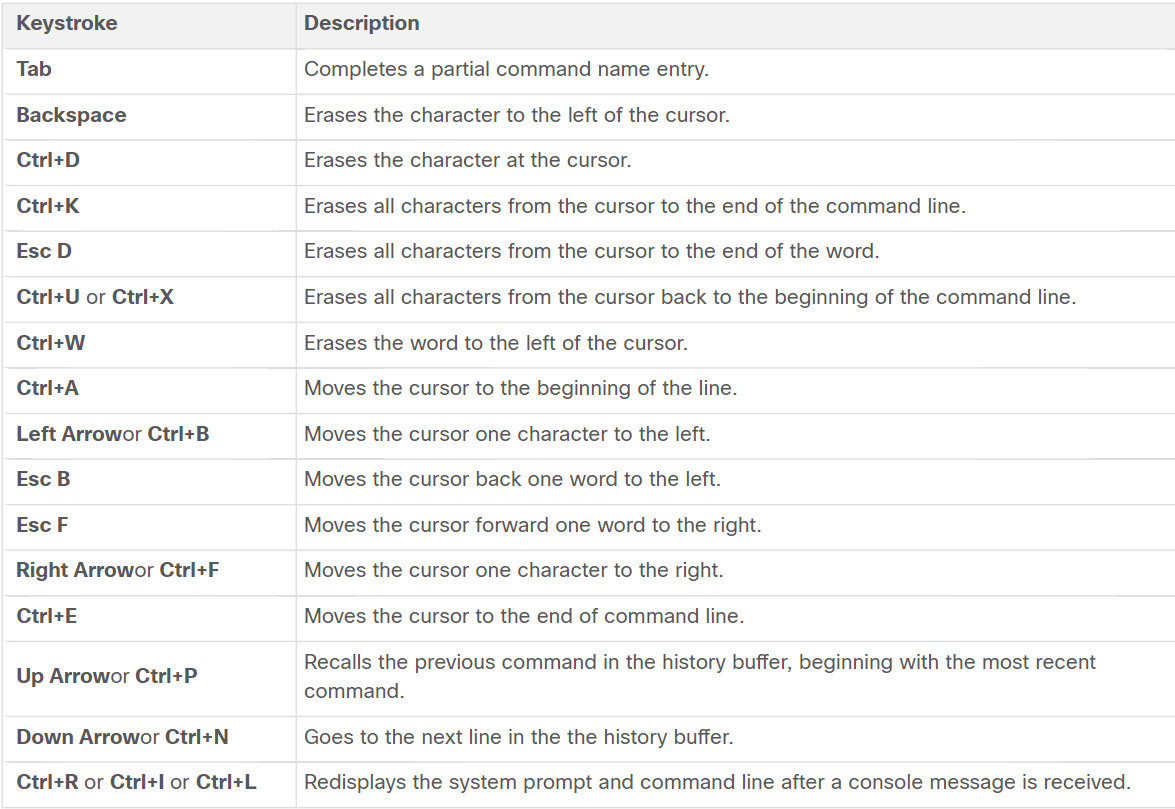 Keystroke Description
Tab Completes a partial command name entry.
Backspace Erases the character to the left of the cursor.
Ctrl+D Erases the character at the cursor.
Ctrl+K Erases all characters from the cursor to the end of the command line.
Esc D Erases all characters from the cursor to the end of the word.
Ctrl+U or Ctrl+X Erases all characters from the cursor back to the beginning of the command line.
Ctrl+W Erases the word to the left of the cursor.
Ctrl+A Moves the cursor to the beginning of the line.
Left Arrowor Ctrl+B Moves the cursor one character to the left.
Esc B Moves the cursor back one word to the left.
Esc F Moves the cursor forward one word to the right.
Right Arrowor Ctrl+F Moves the cursor one character to the right.
Ctrl+E Moves the cursor to the end of command line.
Up Arrowor Ctrl+P Recalls the previous command in the history buffer, beginning with the most recent
command.
Down Arrowor Ctrl+N Goes to the next line in the the history buffer.
Ctrl+R or Ctrl+I or Ctrl+L Redisplays the system prompt and command line after a console message is received.